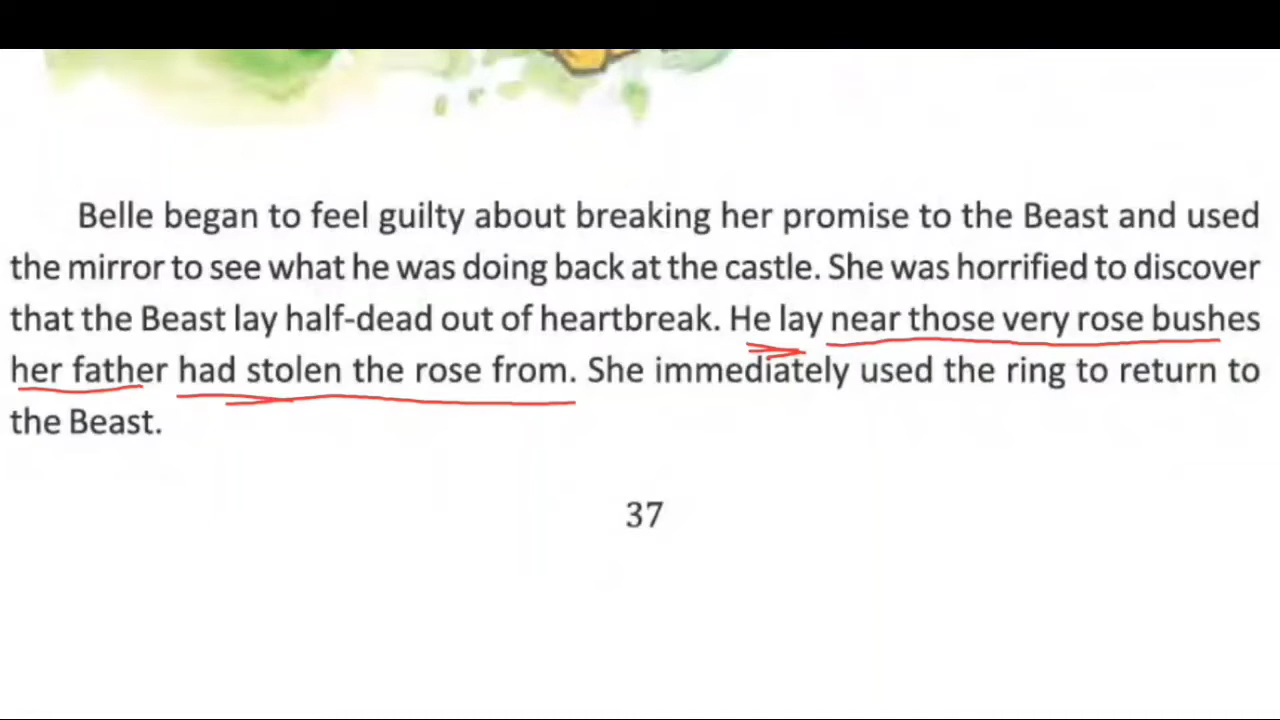 Belle began to feel guilty about breaking her promise to the Beast and used
the mirror to see what he was doing back at the castle. She was horrified to discover
that the Beast lay half-dead out of heartbreak. He lay near those very rose bushes
her father had stolen the rose from. She immediately used the ring to return to
the Beast.
37